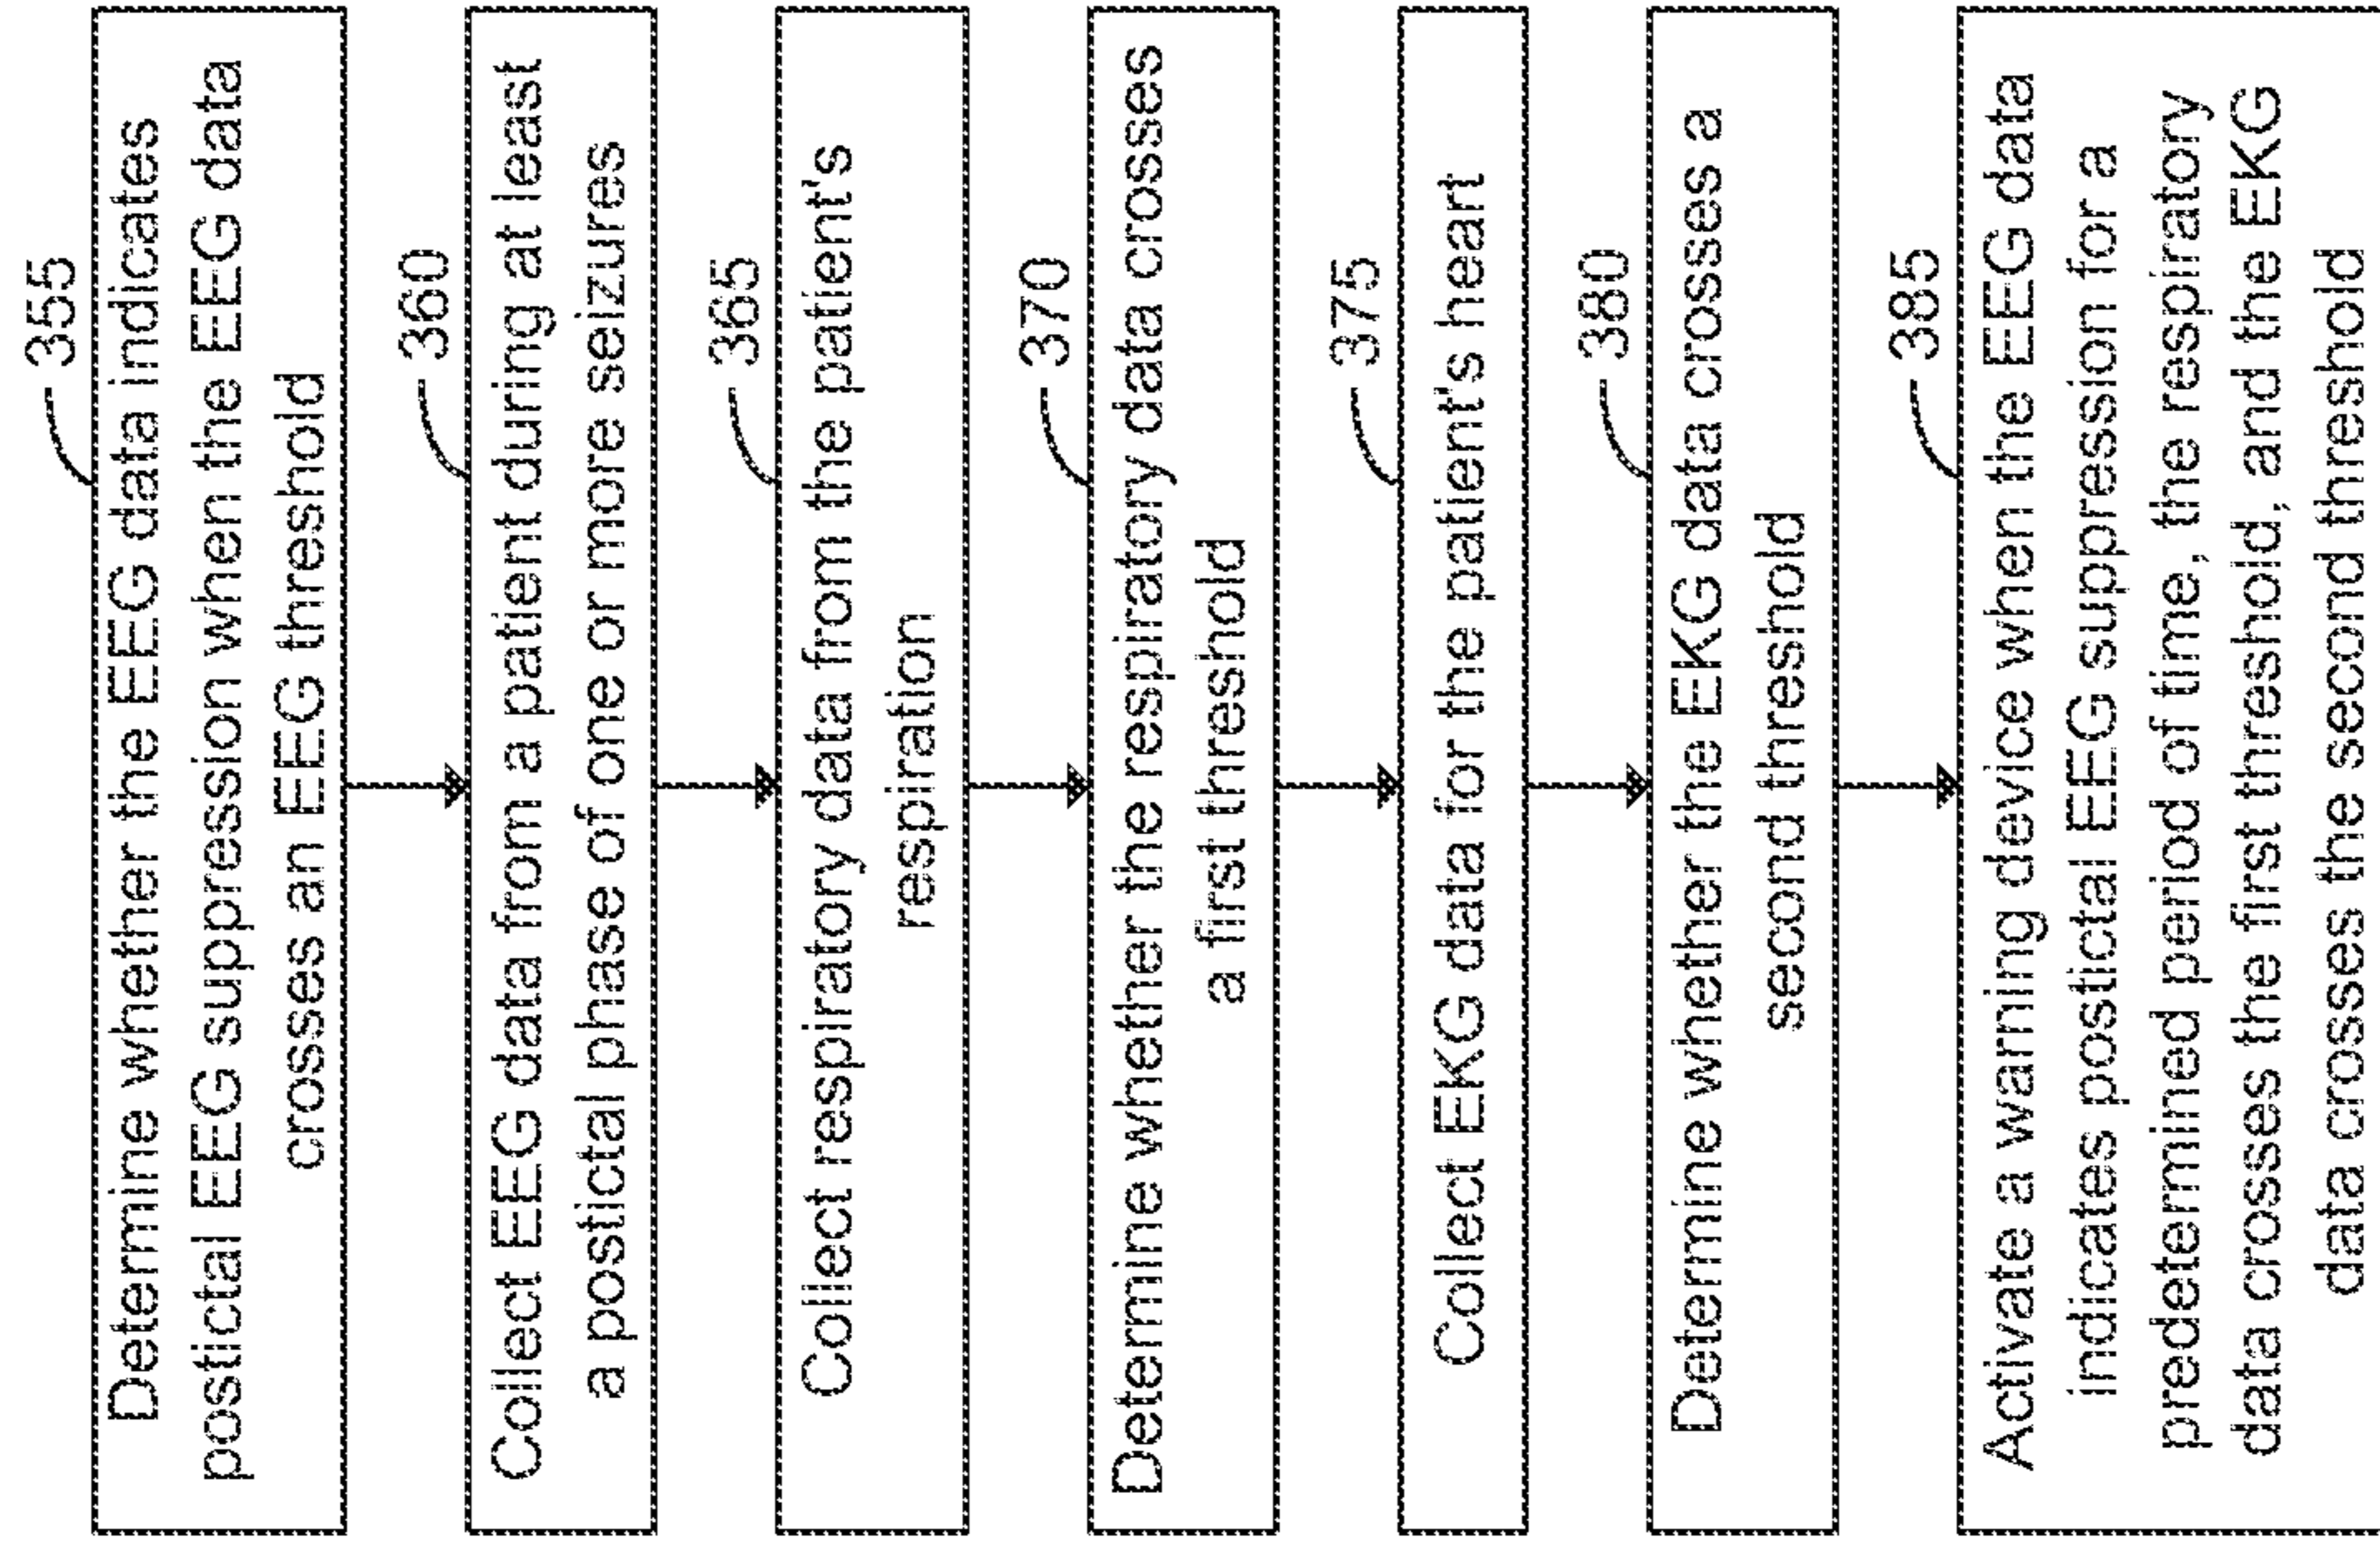 355
Determine whether the EEG data indicates
postictal EEG suppression when the EEG data
crosses an EEG threshold
360
Collect EEG data from a patient during at least
a postictal phase of one or more seizures
365
Collect respiratory data from the patient's
respiration
370
Determine whether the respiratory data crosses
a first threshold
375
Collect EKG data for the patient's heart
380
Determine whether the EKG data crosses a
second threshold
385
Activate a warning device when the EEG data
indicates postictal EEG suppression for a
predetermined period of time, the respiratory
data crosses the first threshold, and the EKG
data crosses the second threshold